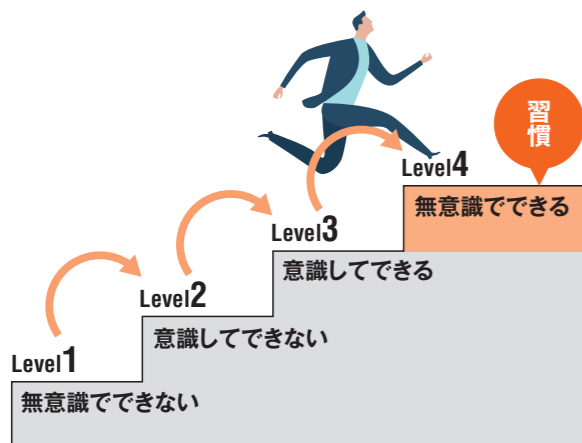 習慣
Level4
無意識でできる
Level3
意識してできる
Level2
意識してできない
Level1
無意識でできない